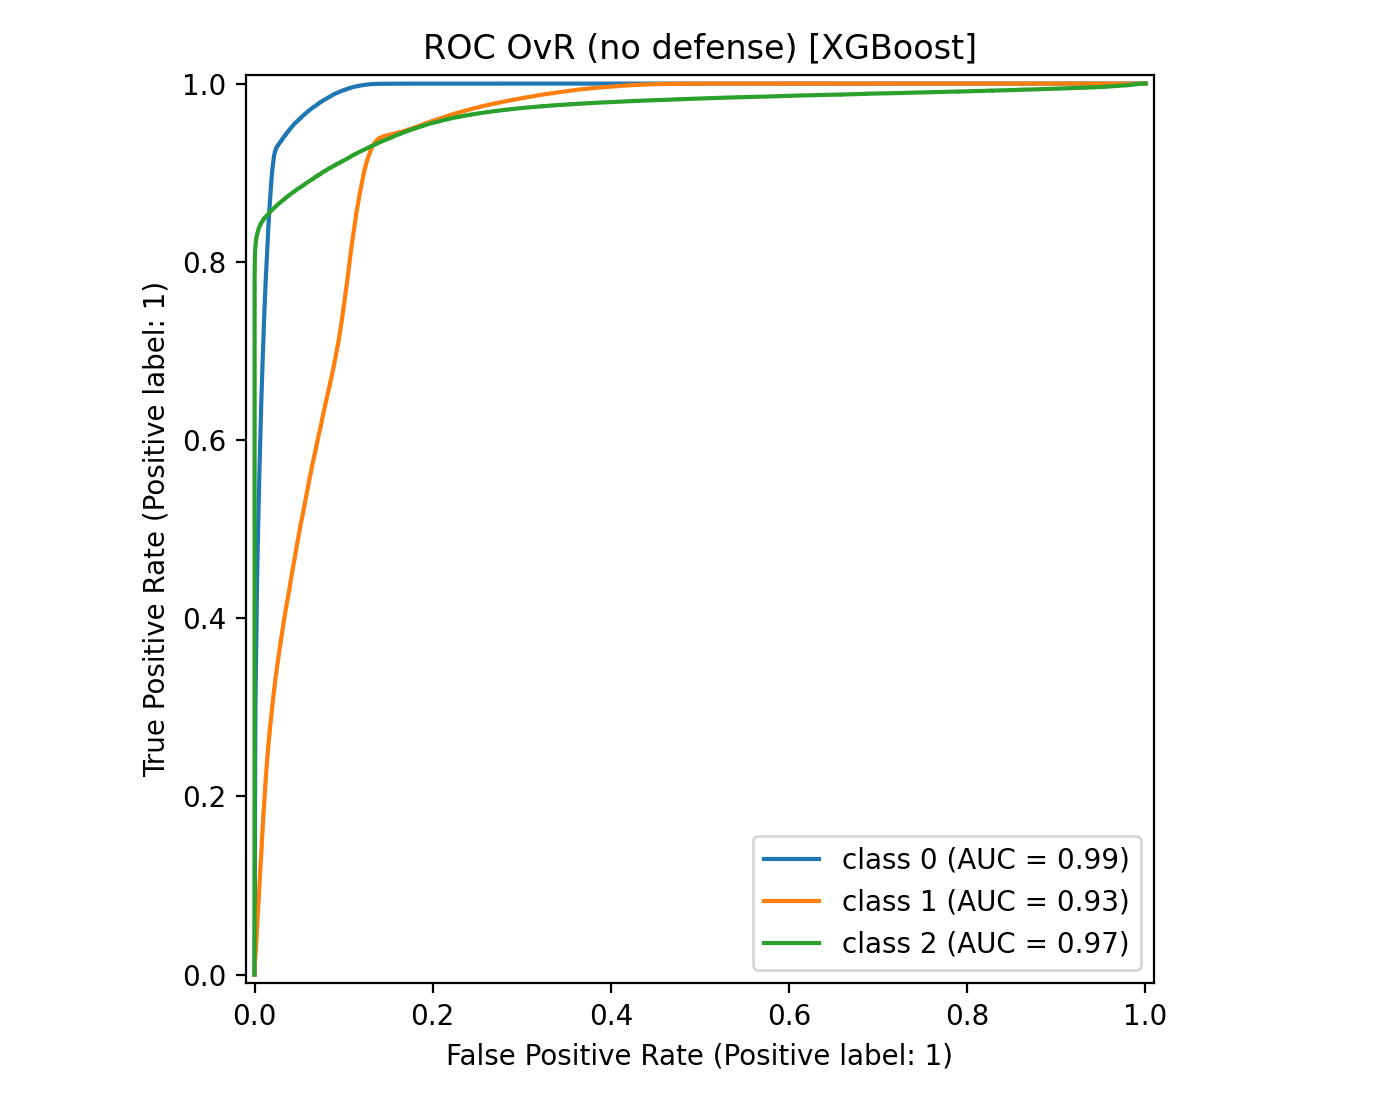 ROC OvR (no defense) [XGBoost]
True Positive Rate (Positive label: 1)
1.0
0.8
0.6
0.4
0.2
0.0
class 0 (AUC = 0.99)
class 1 (AUC = 0.93)
class 2 (AUC = 0.97)
0.0 0.2 0.4 0.6 0.8 1.0
False Positive Rate (Positive label: 1)